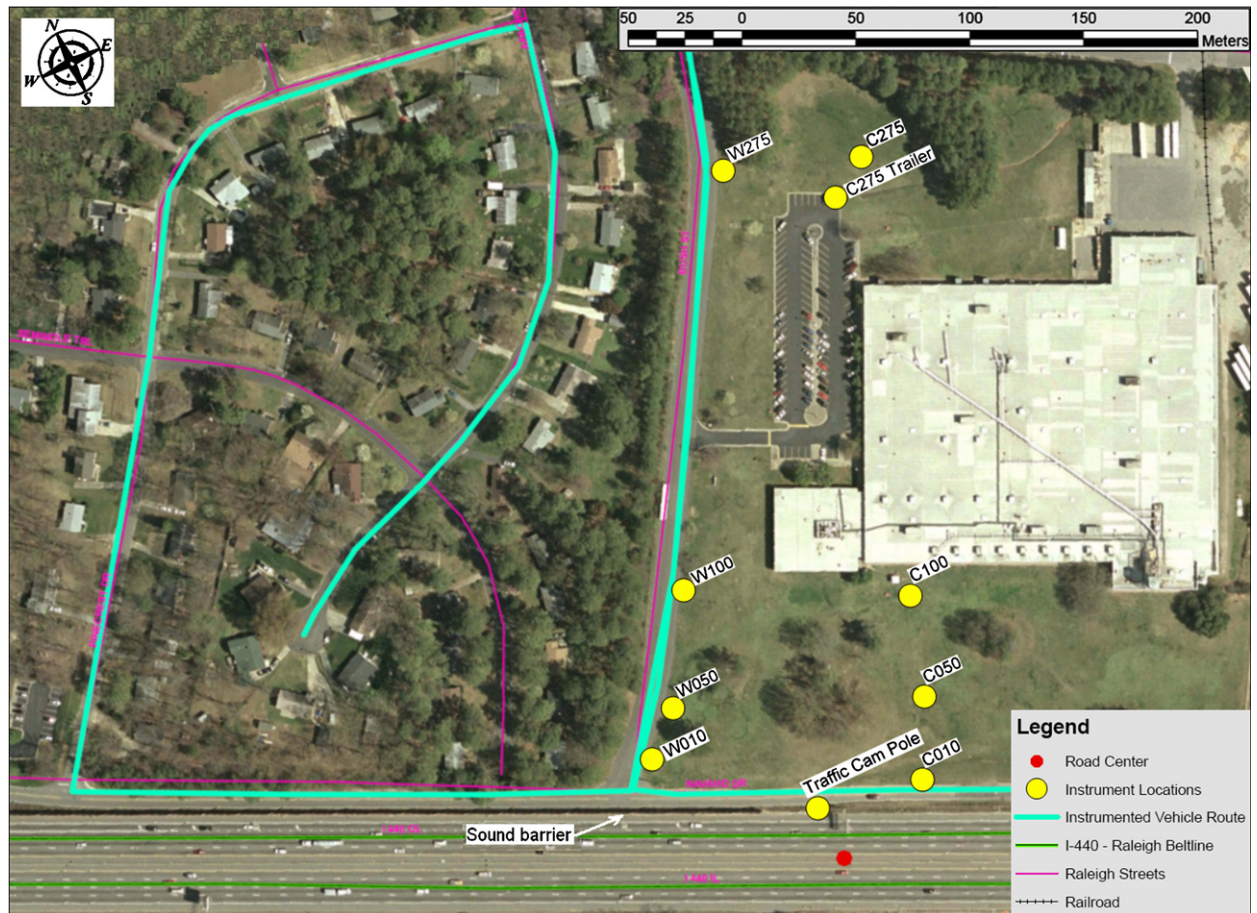 N
E
W
S
50 25 0 50 100 150 200
Meters
W275
C275
C275 Trailer
W100
C100
W050
C050
W010
C010
Traffic Cam Pole
Sound barrier
Legend
Road Center
Instrument Locations
Instrumented Vehicle Route
I-440 - Raleigh Beltline
Raleigh Streets
Railroad